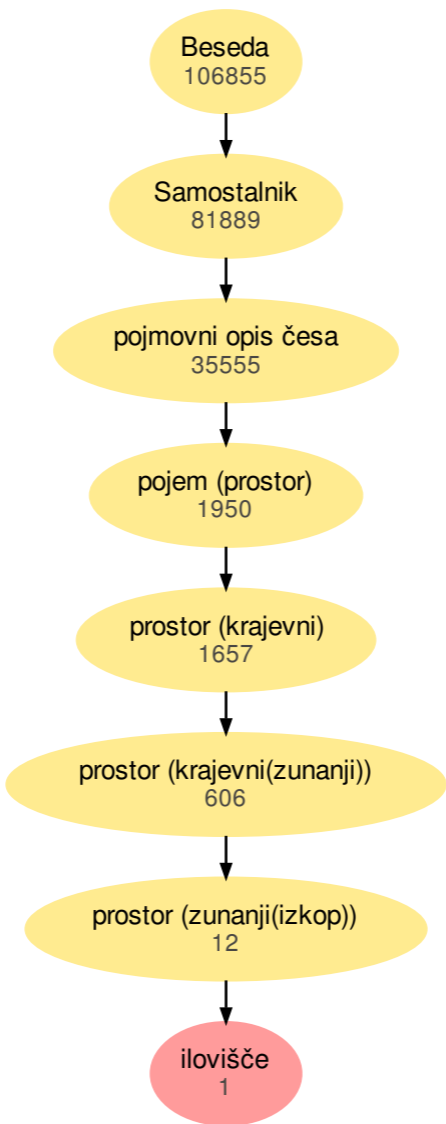 Beseda
106855
Samostalnik
81889
pojmovni opis česa
35555
pojem (prostor)
1950
prostor (krajevni)
1657
prostor (krajevni(zunanji))
606
prostor (zunanji(izkop))
12
ilovišče
1